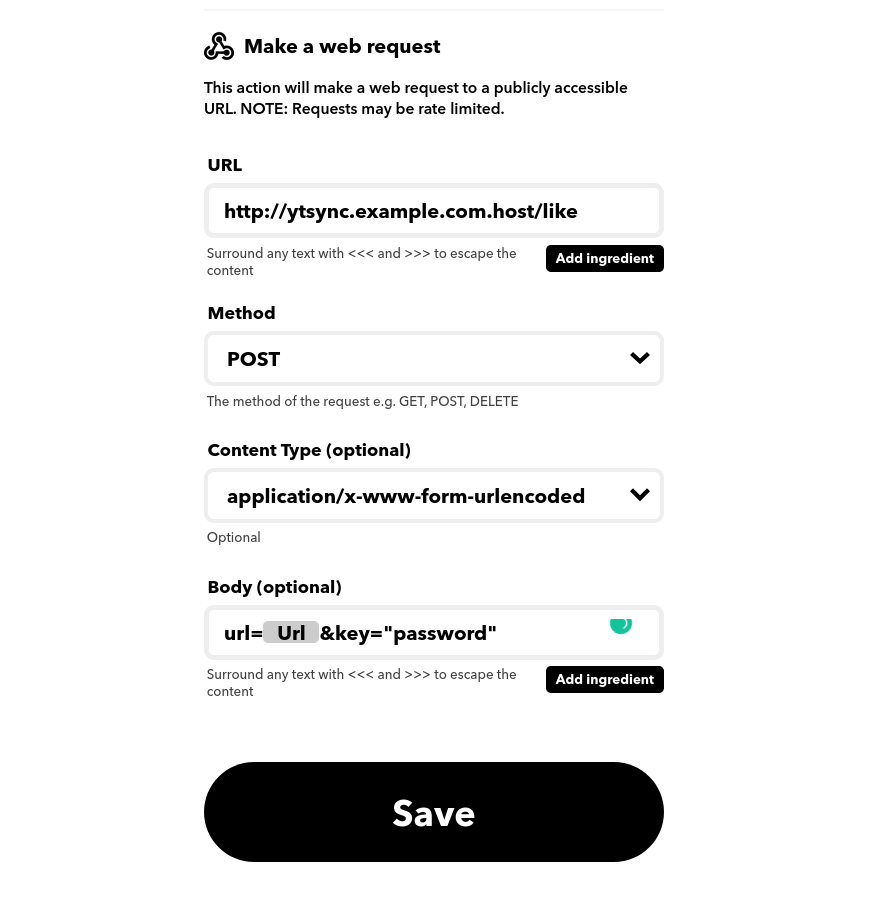 Make a web request
This action will make a web request to a publicly accessible
URL. NOTE: Requests may be rate limited.
URL
http://ytsync.example.com.host/like
Surround any text with <<< and >>> to escape the
content
Add ingredient
Method
POST
The method of the request e.g. GET, POST, DELETE
Content Type (optional)
application/x-www-form-urlencoded
Optional
Body (optional)
url= Url &key="password"
Surround any text with <<< and >>> to escape the
content
Add ingredient
Save